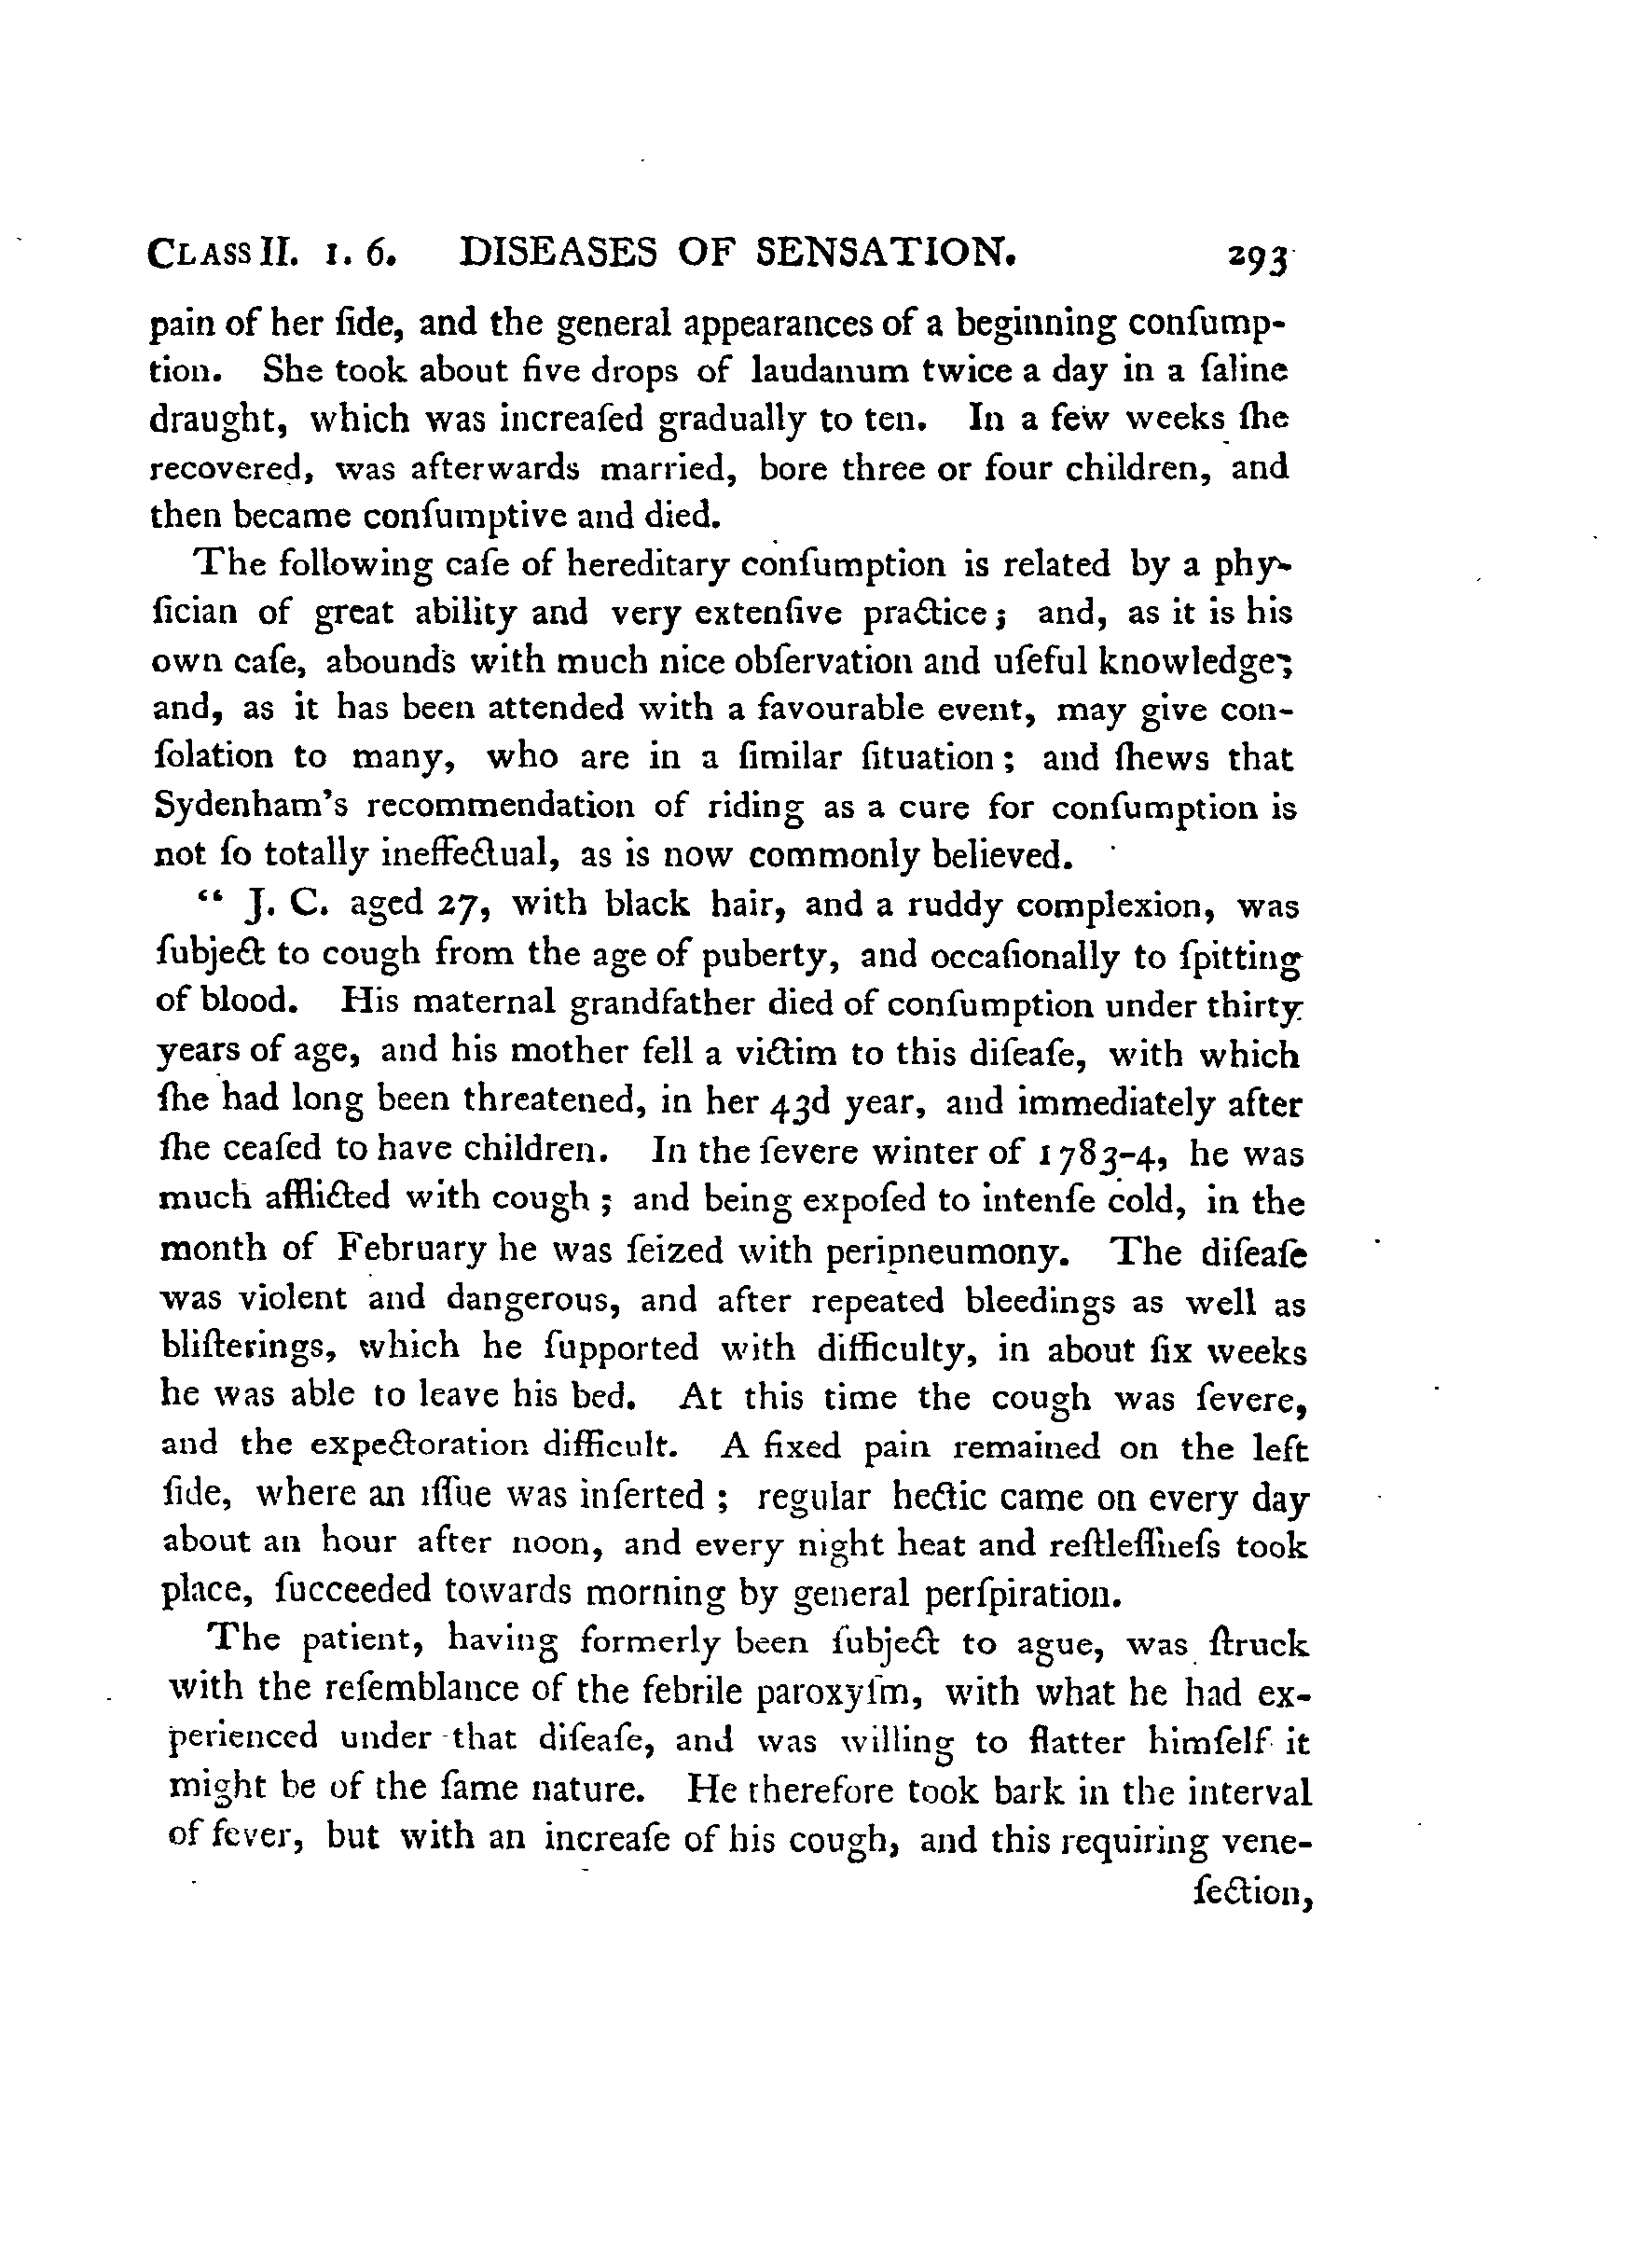 CLASS II. 1. 6. DISEASES OF SENSATION. 293
pain of her ſide, and the general appearances of a beginning conſump-
tion. She took about five drops of laudanum twice a day in a ſaline
draught, which was increaſed gradually to ten. In a few weeks ſhe
recovered, was afterwards married, bore three or four children, and
then became conſumptive and died.
The following caſe of hereditary conſumption is related by a phy-
ſician of great ability and very extenſive practice; and, as it is his
own caſe, abounds with much nice obſervation and uſeful knowledge;
and, as it has been attended with a favourable event, may give con-
ſolation to many, who are in a ſimilar ſituation; and ſhews that
Sydenham's recommendation of riding as a cure for conſumption is
not ſo totally ineffectual, as is now commonly believed.
“ J. C. aged 27, with black hair, and a ruddy complexion, was
ſubject to cough from the age of puberty, and occaſionally to ſpitting
of blood. His maternal grandfather died of conſumption under thirty
years of age, and his mother fell a victim to this diſeaſe, with which
ſhe had long been threatened, in her 43d year, and immediately after
ſhe ceaſed to have children. In the ſevere winter of 1783-4, he was
much afflicted with cough; and being expoſed to intenſe cold, in the
month of February he was ſeized with peripneumony. The diſeaſe
was violent and dangerous, and after repeated bleedings as well as
bliſterings, which he ſupported with difficulty, in about ſix weeks
he was able to leave his bed. At this time the cough was ſevere,
and the expectoration difficult. A fixed pain remained on the left
ſide, where an iſſue was inſerted; regular hectic came on every day
about an hour after noon, and every night heat and reſtleſſneſs took
place, ſucceeded towards morning by general perſpiration.
The patient, having formerly been ſubject to ague, was ſtruck
with the reſemblance of the febrile paroxyſm, with what he had ex-
perienced under that diſeaſe, and was willing to flatter himſelf it
might be of the ſame nature. He therefore took bark in the interval
of fever, but with an increaſe of his cough, and this requiring vene-
ſection,